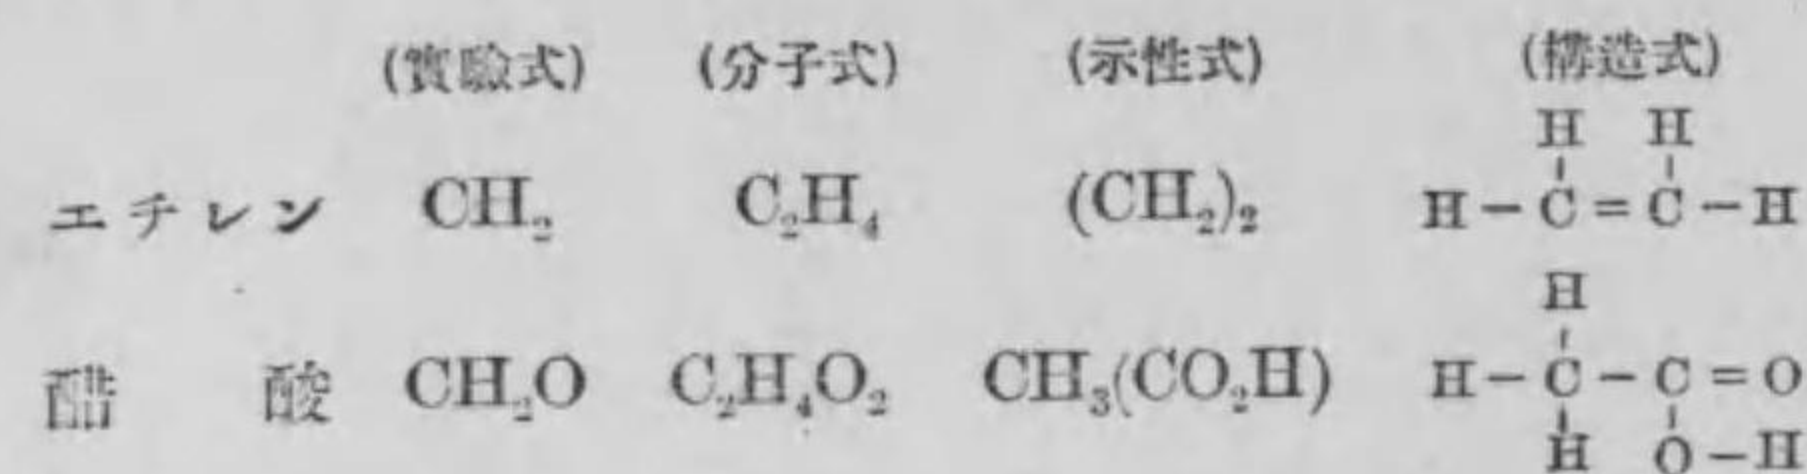 (實驗式) (分子式) (示性式) (構造式)
H H
エチレン CH₂ C₂H₄ (CH₂)₂ H－C＝C－H
H
醋酸 CH₂O C₂H₄O₂ CH₃(CO₂H) H－C－C＝O
H O－H